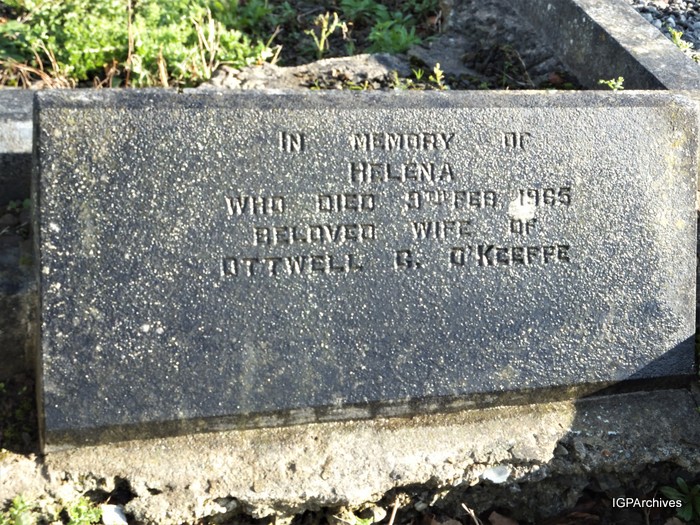 IN MEMORY OF
HELENA
WHO DIED 9TH FEB 1965
BELOVED WIFE OF
OTTWELL G. O'KEEFFE
IGPArchives